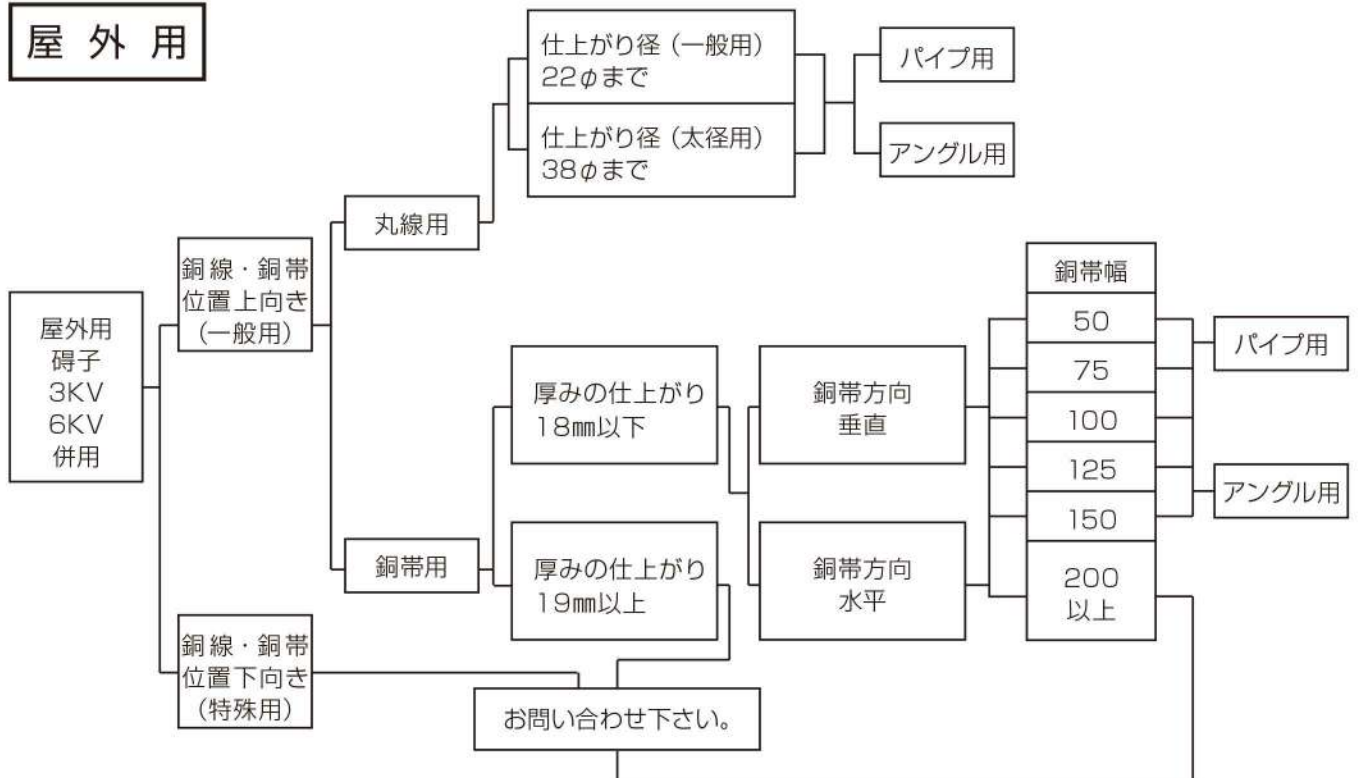 屋外用
仕上がり径(一般用)
22φまで
仕上がり径(太径用)
38φまで
パイプ用
アングル用
丸線用
銅線・銅帯
位置上向き
(一般用)
屋外用
碍子
3KV
6KV
併用
厚みの仕上がり
18㎜以下
銅帯方向
垂直
銅帯幅
50
75
100
125
150
200
以上
パイプ用
アングル用
銅帯用
厚みの仕上がり
19㎜以上
銅帯方向
水平
銅線・銅帯
位置下向き
(特殊用)
お問い合わせ下さい。